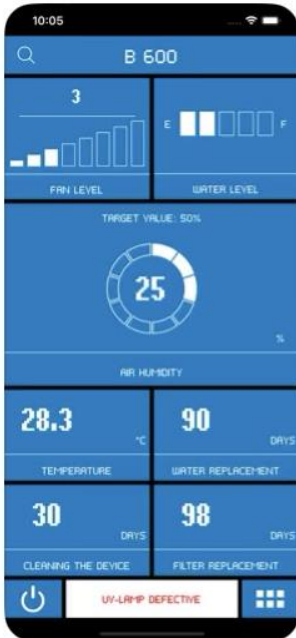 10:05
B 600
3
FAN LEVEL
E F
WATER LEVEL
TARGET VALUE: 50%
25
%
AIR HUMIDITY
28.3
°C
TEMPERATURE
90
DAYS
WATER REPLACEMENT
30
DAYS
CLEANING THE DEVICE
98
DAYS
FILTER REPLACEMENT
UV-LAMP DEFECTIVE